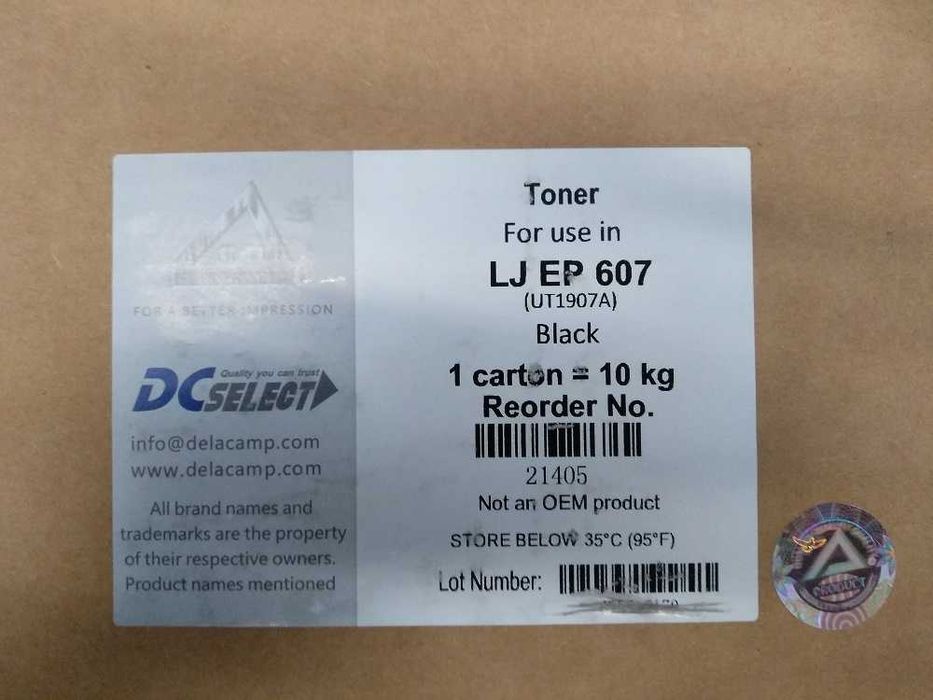 FOR A BETTER IMPRESSION
DC SELECT
Quality you can trust
info@delacamp.com
www.delacamp.com
All brand names and
trademarks are the property
of their respective owners.
Product names mentioned
Toner
For use in
LJ EP 607
(UT1907A)
Black
1 carton = 10 kg
Reorder No.
21405
Not an OEM product
STORE BELOW 35°C (95°F)
Lot Number:
PRODUCT